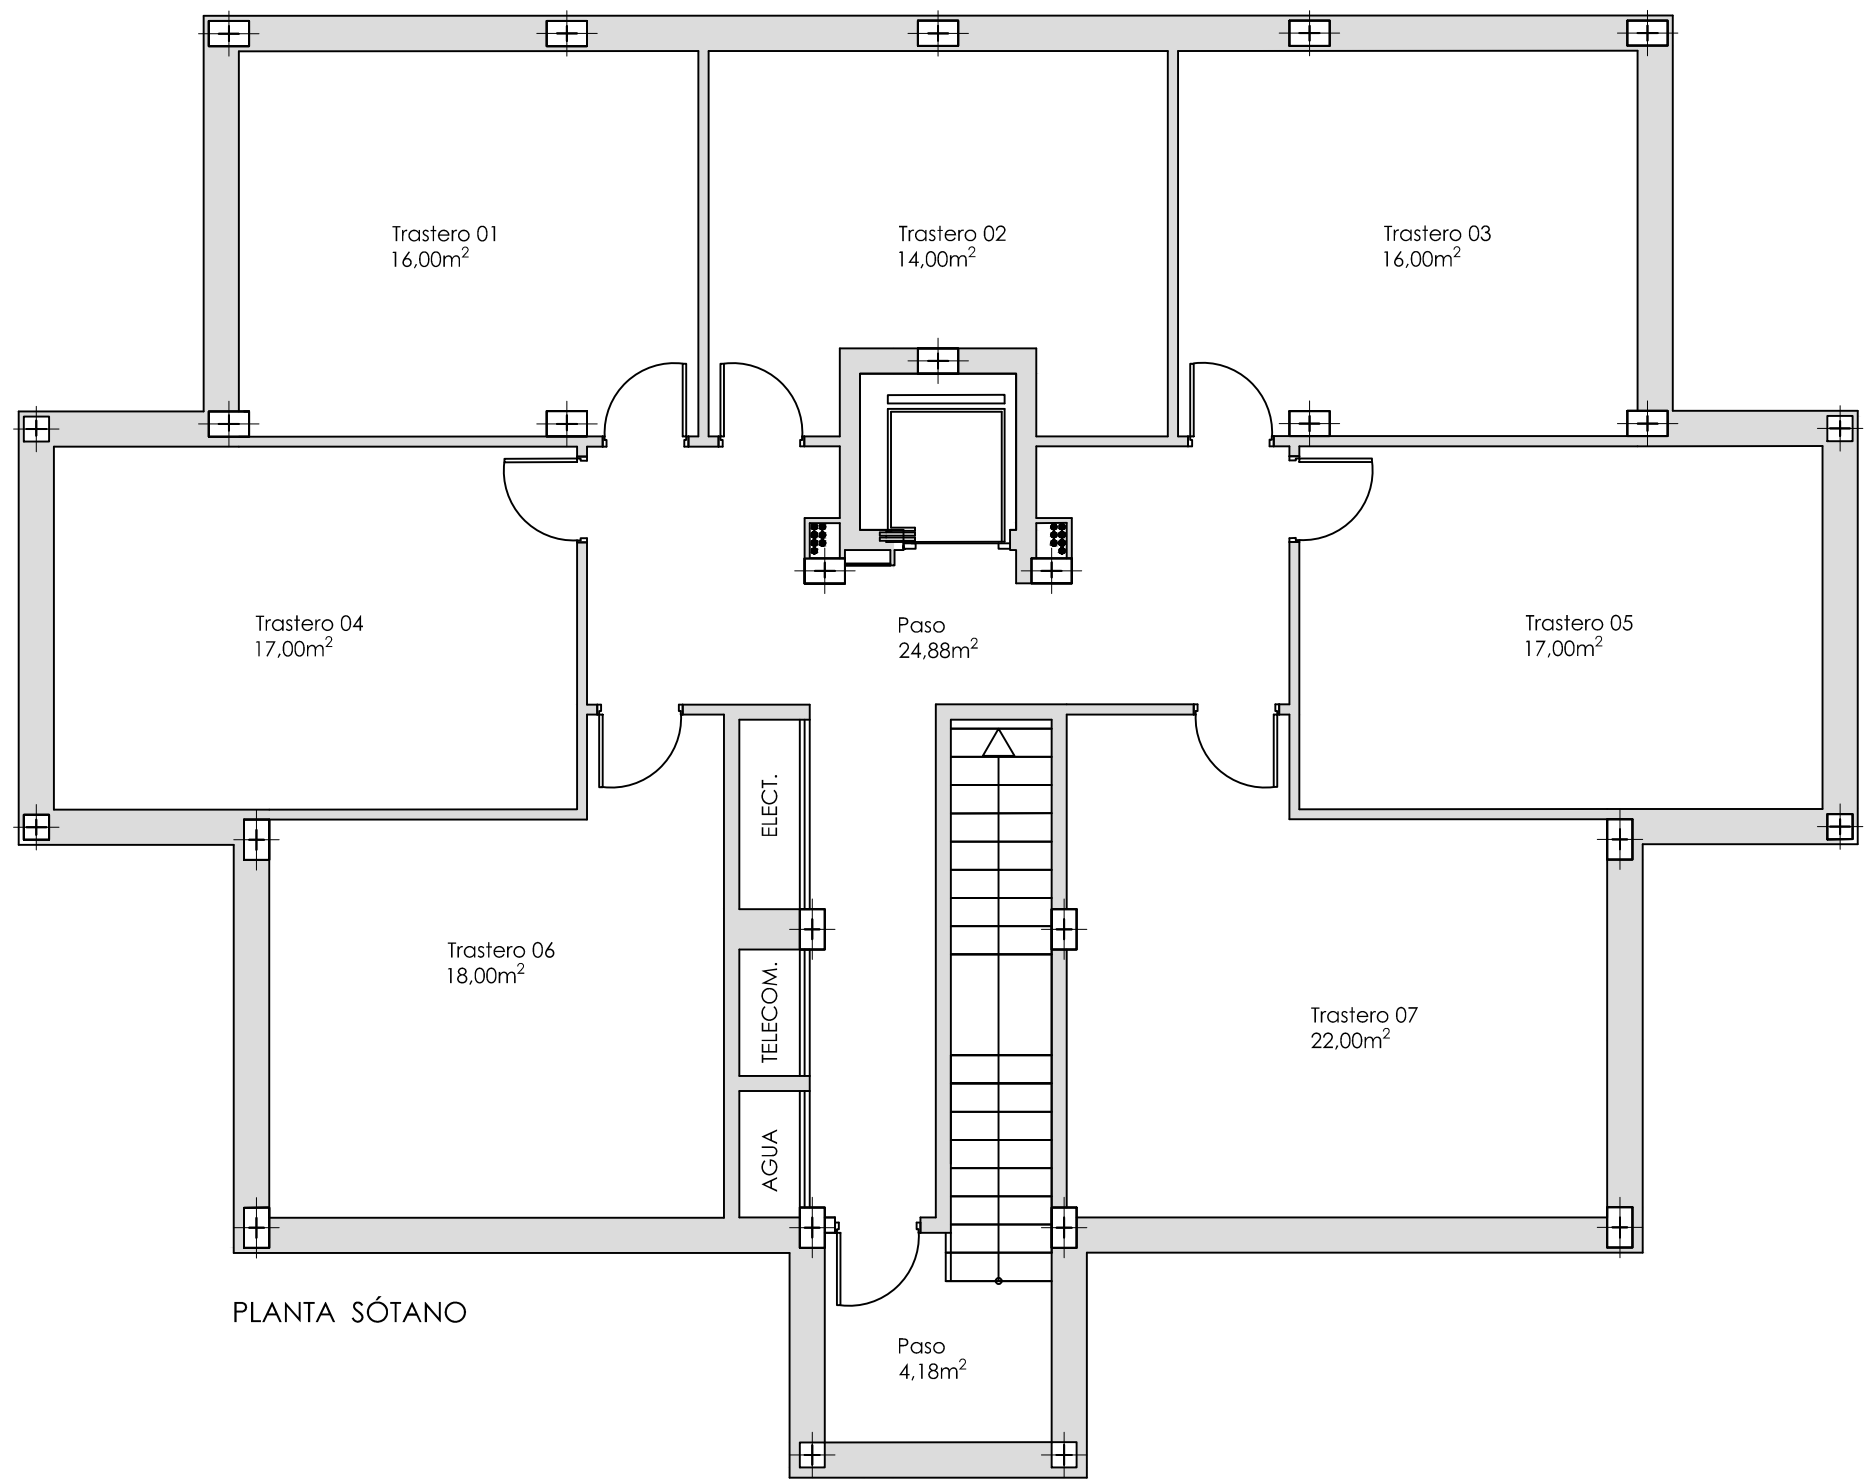 Trastero 01
16,00m²
Trastero 02
14,00m²
Trastero 03
16,00m²
Trastero 04
17,00m²
Paso
24,88m²
Trastero 05
17,00m²
ELECT.
Trastero 06
18,00m²
TELECOM.
Trastero 07
22,00m²
AGUA
PLANTA SÓTANO
Paso
4,18m²